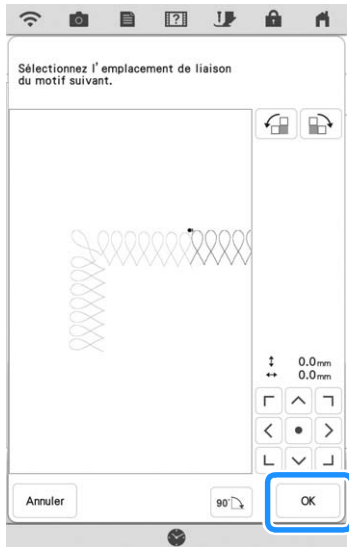 Sélectionnez l'emplacement de liaison
du motif suivant.
0.0mm
0.0mm
Annuler
90°
OK